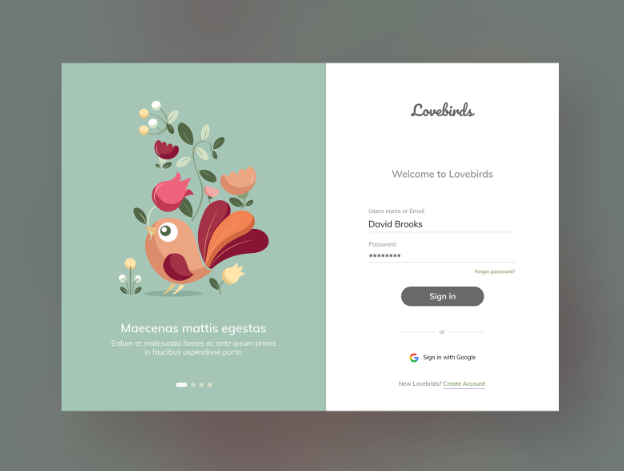 Maecenas mattis egestas
Erdum et malesuada fames ac ante ipsum primis
in faucibus uspendisse porta.
Lovebirds
Welcome to Lovebirds
Users name or Email
David Brooks
Password
Forgot password?
Sign in
or
Sign in with Google
New Lovebirds? Create Account